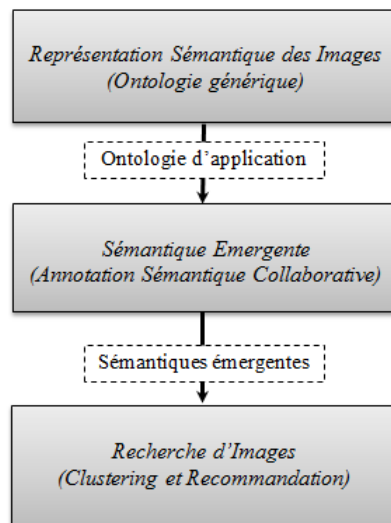 Représentation Sémantique des Images
(Ontologie générique)
Ontologie d'application
Sémantique Emergente
(Annotation Sémantique Collaborative)
Sémantiques émergentes
Recherche d'Images
(Clustering et Recommandation)